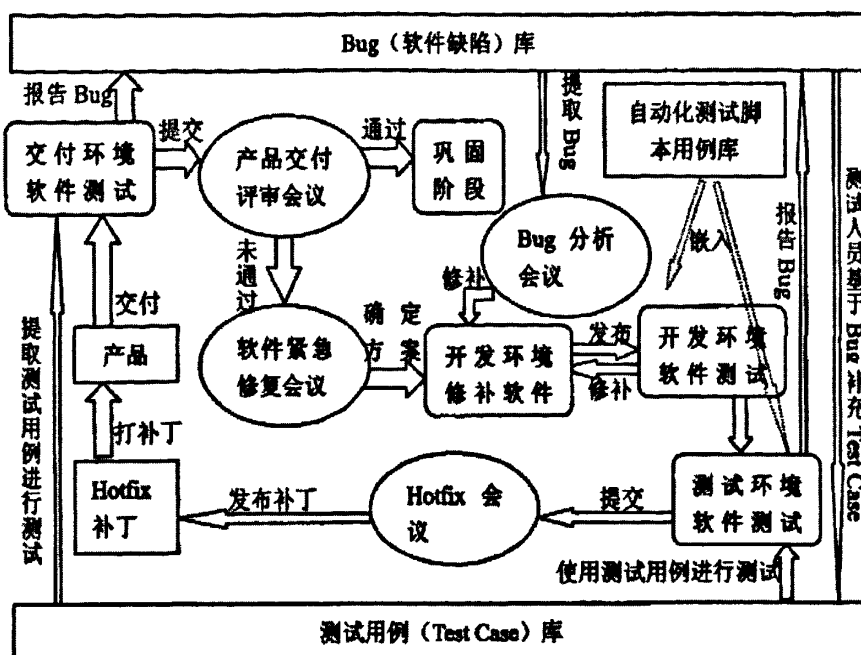 Bug（软件缺陷）库
报告 Bug
提取 Bug
自动化测试脚
本用例库
交付环境
软件测试
提交
产品交付
评审会议
通过
巩固
阶段
Bug 分析
会议
嵌入
报告 Bug
测试人员基于 Bug 补充 Test Case
未通过
修补
交付
产品
软件紧急
修复会议
确定
方案
开发环境
修补软件
发布
修补
开发环境
软件测试
提取测试用例进行测试
打补丁
Hotfix
补丁
发布补丁
Hotfix 会
议
提交
测试环境
软件测试
使用测试用例进行测试
测试用例（Test Case）库